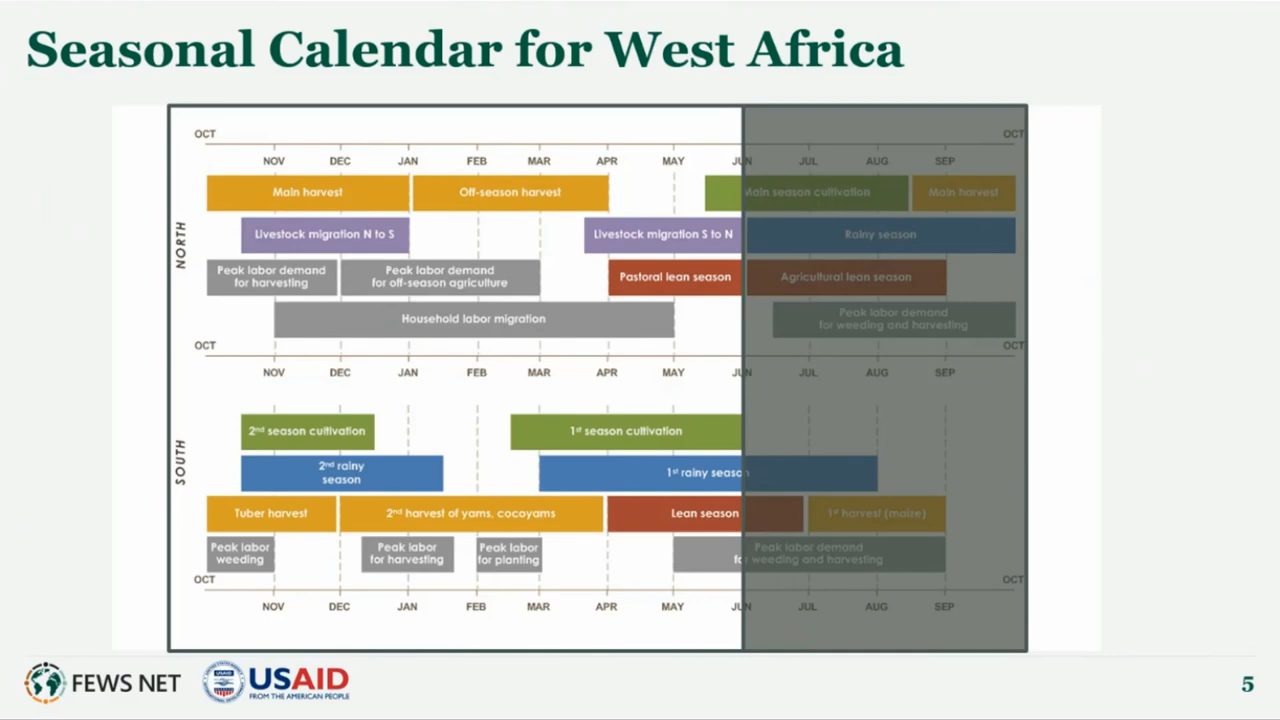 Seasonal Calendar for West Africa
OCT OCT
NOV DEC JAN FEB MAR APR MAY JUN JUL AUG SEP
NORTH
Main harvest Off-season harvest Main season cultivation Main harvest
Livestock migration N to S Livestock migration S to N Rainy season
Peak labor demand
for harvesting
Peak labor demand
for off-season agriculture
Pastoral lean season Agricultural lean season
Household labor migration
Peak labor demand
for weeding and harvesting
OCT OCT
NOV DEC JAN FEB MAR APR MAY JUN JUL AUG SEP
SOUTH
2nd season cultivation 1st season cultivation
2nd rainy
season
1st rainy season
Tuber harvest 2nd harvest of yams, cocoyams Lean season 1st harvest (maize)
Peak labor
weeding
Peak labor
for harvesting
Peak labor
for planting
Peak labor demand
for weeding and harvesting
OCT OCT
NOV DEC JAN FEB MAR APR MAY JUN JUL AUG SEP
FEWS NET
USAID
USAID
FROM THE AMERICAN PEOPLE
5